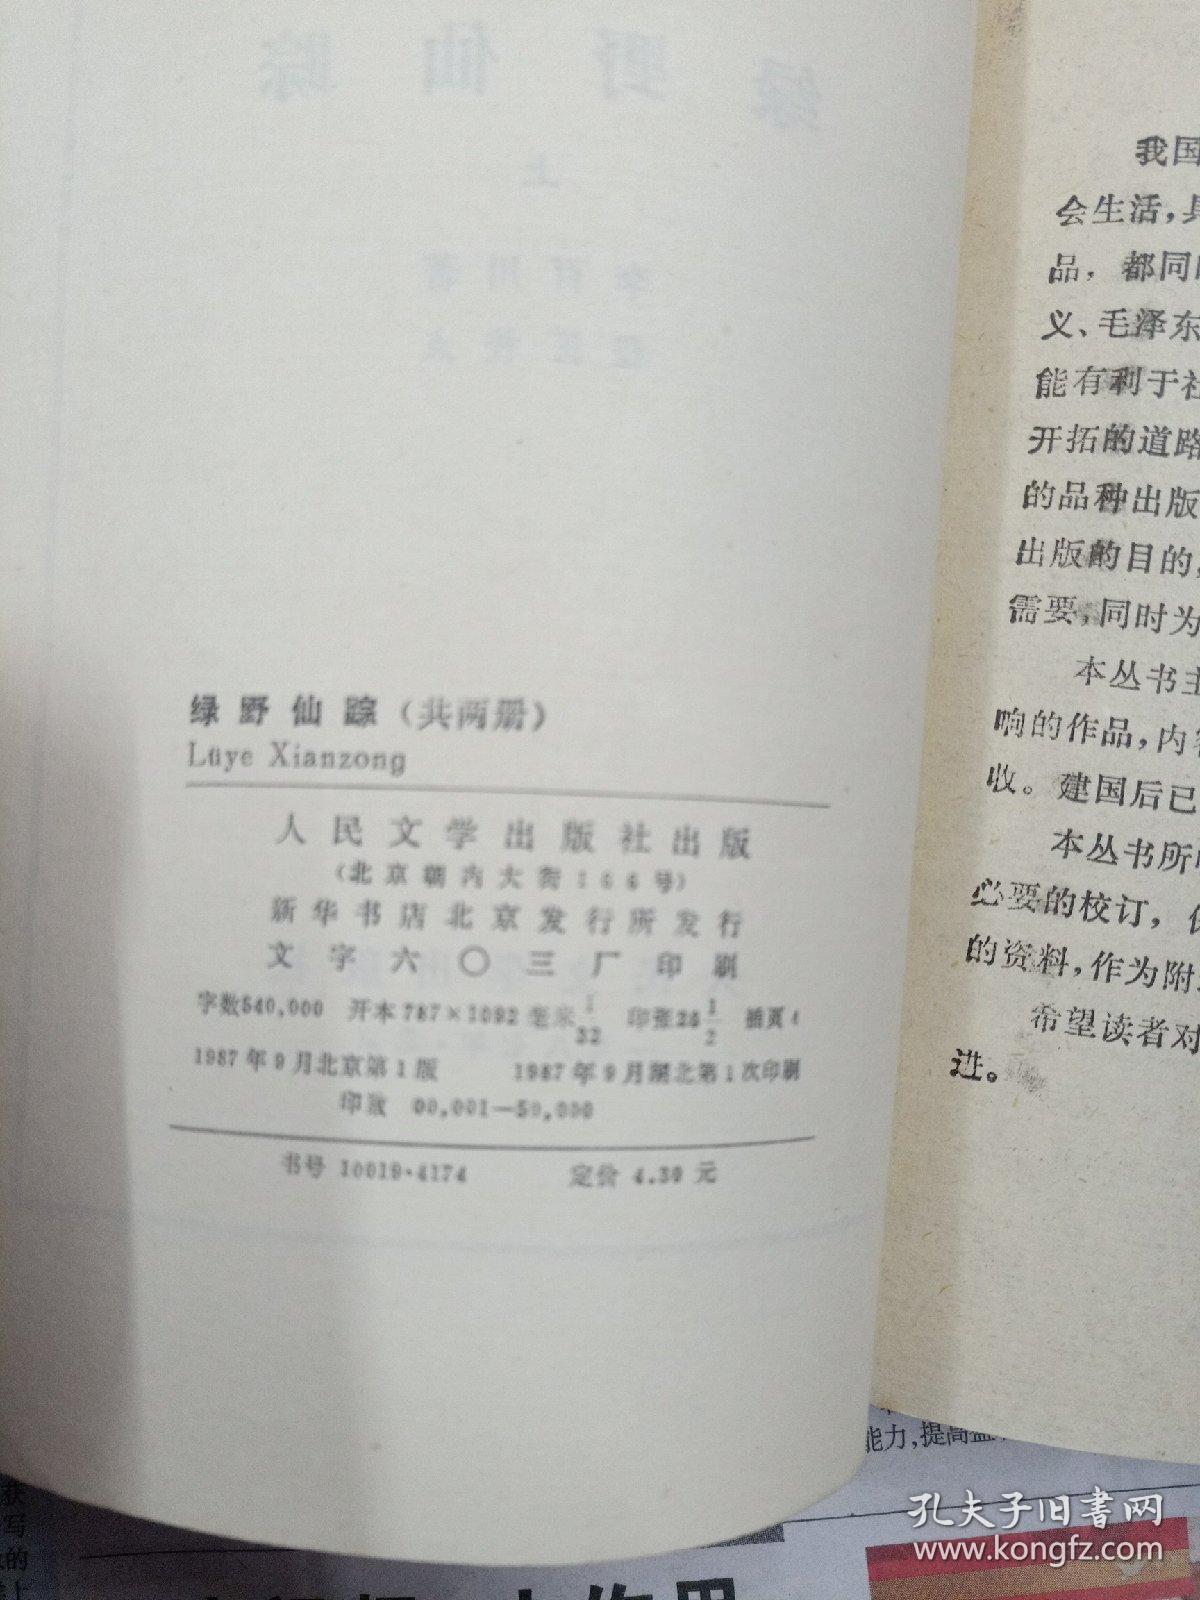 绿野仙踪（共两册）
Lüye Xianzong
人民文学出版社出版
（北京朝内大街166号）
新华书店北京发行所发行
文字六〇三厂印刷
字数540,000 开本787×1092毫米1/32 印张26 1/2 插页4
1987年9月北京第1版 1987年9月湖北第1次印刷
印数 00,001—50,000
书号 10019·4174 定价 4.30 元
我国
会生活，具
品，都同
义、毛泽东
能有利于社
开拓的道路
的品种出版
出版的目的，
需要，同时为
本丛书主
响的作品，内容
收。建国后已
本丛书所
必要的校订，
的资料，作为附
希望读者对
进。
能力，提高
获
写
的
上
孔夫子旧书网
www.kongfz.com